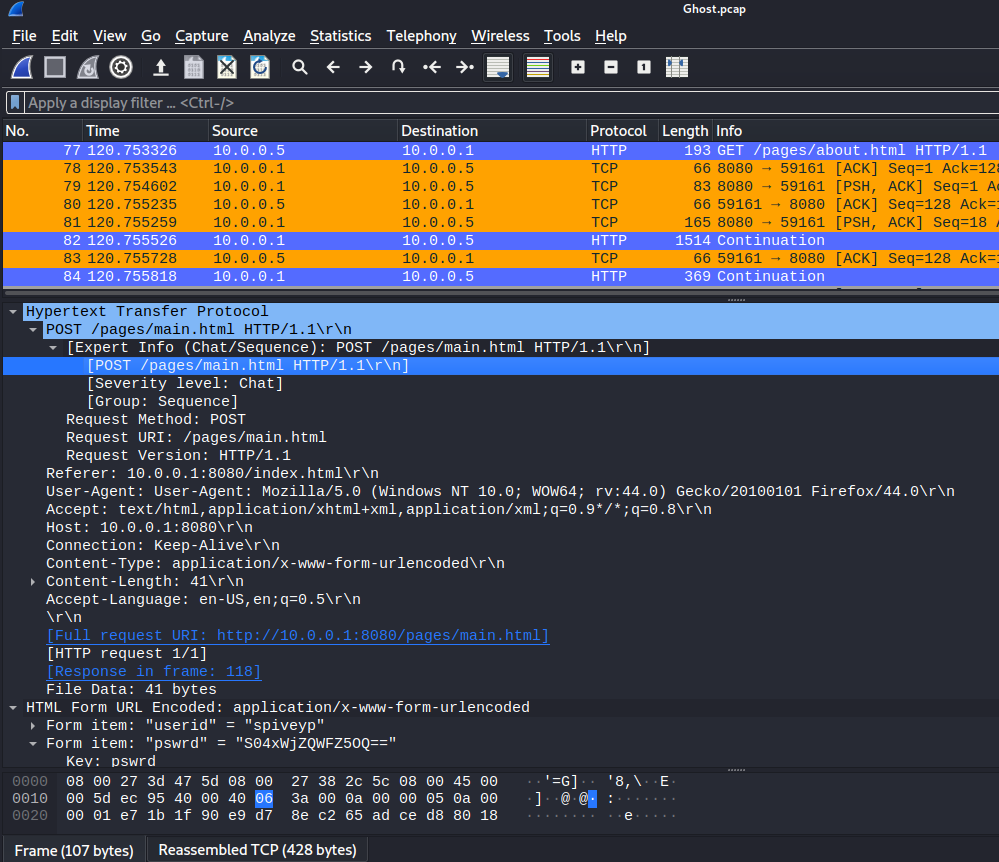 Ghost.pcap
File Edit View Go Capture Analyze Statistics Telephony Wireless Tools Help
Apply a display filter … <Ctrl-/>
No. Time Source Destination Protocol Length Info
77 120.753326 10.0.0.5 10.0.0.1 HTTP 193 GET /pages/about.html HTTP/1.1
78 120.753543 10.0.0.1 10.0.0.5 TCP 66 8080 → 59161 [ACK] Seq=1 Ack=128
79 120.754602 10.0.0.1 10.0.0.5 TCP 83 8080 → 59161 [PSH, ACK] Seq=1 A
80 120.755235 10.0.0.5 10.0.0.1 TCP 66 59161 → 8080 [ACK] Seq=128 Ack=1
81 120.755259 10.0.0.1 10.0.0.5 TCP 165 8080 → 59161 [PSH, ACK] Seq=18
82 120.755526 10.0.0.1 10.0.0.5 HTTP 1514 Continuation
83 120.755728 10.0.0.5 10.0.0.1 TCP 66 59161 → 8080 [ACK] Seq=128 Ack=1
84 120.755818 10.0.0.1 10.0.0.5 HTTP 369 Continuation
Hypertext Transfer Protocol
POST /pages/main.html HTTP/1.1\r\n
[Expert Info (Chat/Sequence): POST /pages/main.html HTTP/1.1\r\n]
[POST /pages/main.html HTTP/1.1\r\n]
[Severity level: Chat]
[Group: Sequence]
Request Method: POST
Request URI: /pages/main.html
Request Version: HTTP/1.1
Referer: 10.0.0.1:8080/index.html\r\n
User-Agent: User-Agent: Mozilla/5.0 (Windows NT 10.0; WOW64; rv:44.0) Gecko/20100101 Firefox/44.0\r\n
Accept: text/html,application/xhtml+xml,application/xml;q=0.9*/*;q=0.8\r\n
Host: 10.0.0.1:8080\r\n
Connection: Keep-Alive\r\n
Content-Type: application/x-www-form-urlencoded\r\n
Content-Length: 41\r\n
Accept-Language: en-US,en;q=0.5\r\n
\r\n
[Full request URI: http://10.0.0.1:8080/pages/main.html]
[HTTP request 1/1]
[Response in frame: 118]
File Data: 41 bytes
HTML Form URL Encoded: application/x-www-form-urlencoded
Form item: "userid" = "spiveyp"
Form item: "pswrd" = "S04xWjZQWFZ5OQ=="
Key: pswrd
0000 08 00 27 3d 47 5d 08 00 27 38 2c 5c 08 00 45 00 ··'=G]·· '8,\··E·
0010 00 5d ec 95 40 00 40 06 3a 00 0a 00 00 05 0a 00 ·]··@·@· :·······
0020 00 01 e7 1b 1f 90 e9 d7 8e c2 65 ad ce d8 80 18 ········ ··e·····
Frame (107 bytes) Reassembled TCP (428 bytes)